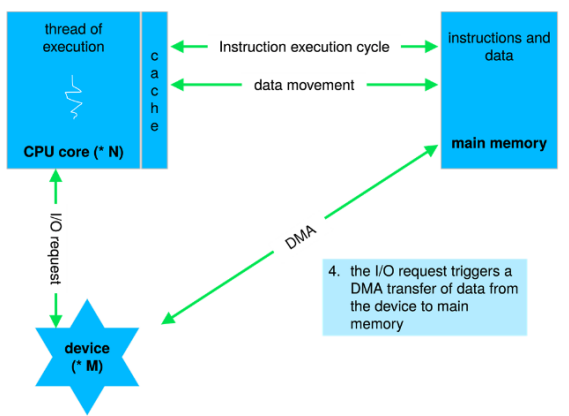 thread of
execution
cache
CPU core (* N)
Instruction execution cycle
data movement
instructions and
data
main memory
I/O request
DMA
4. the I/O request triggers a
DMA transfer of data from
the device to main
memory
device
(* M)